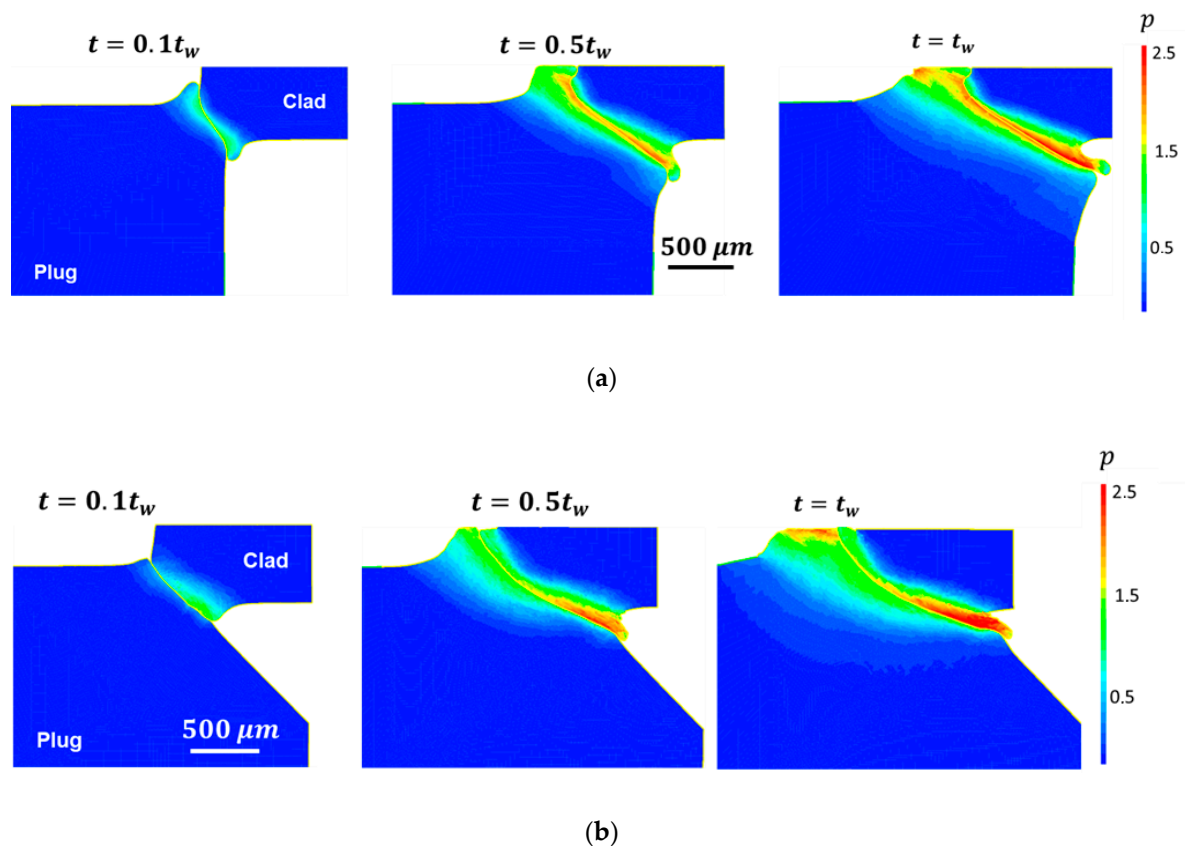 t = 0.1t_w
t = 0.5t_w
t = t_w
p
2.5
1.5
0.5
Clad
Plug
500 μm
(a)
t = 0.1t_w
t = 0.5t_w
t = t_w
p
2.5
1.5
0.5
Clad
Plug
500 μm
(b)